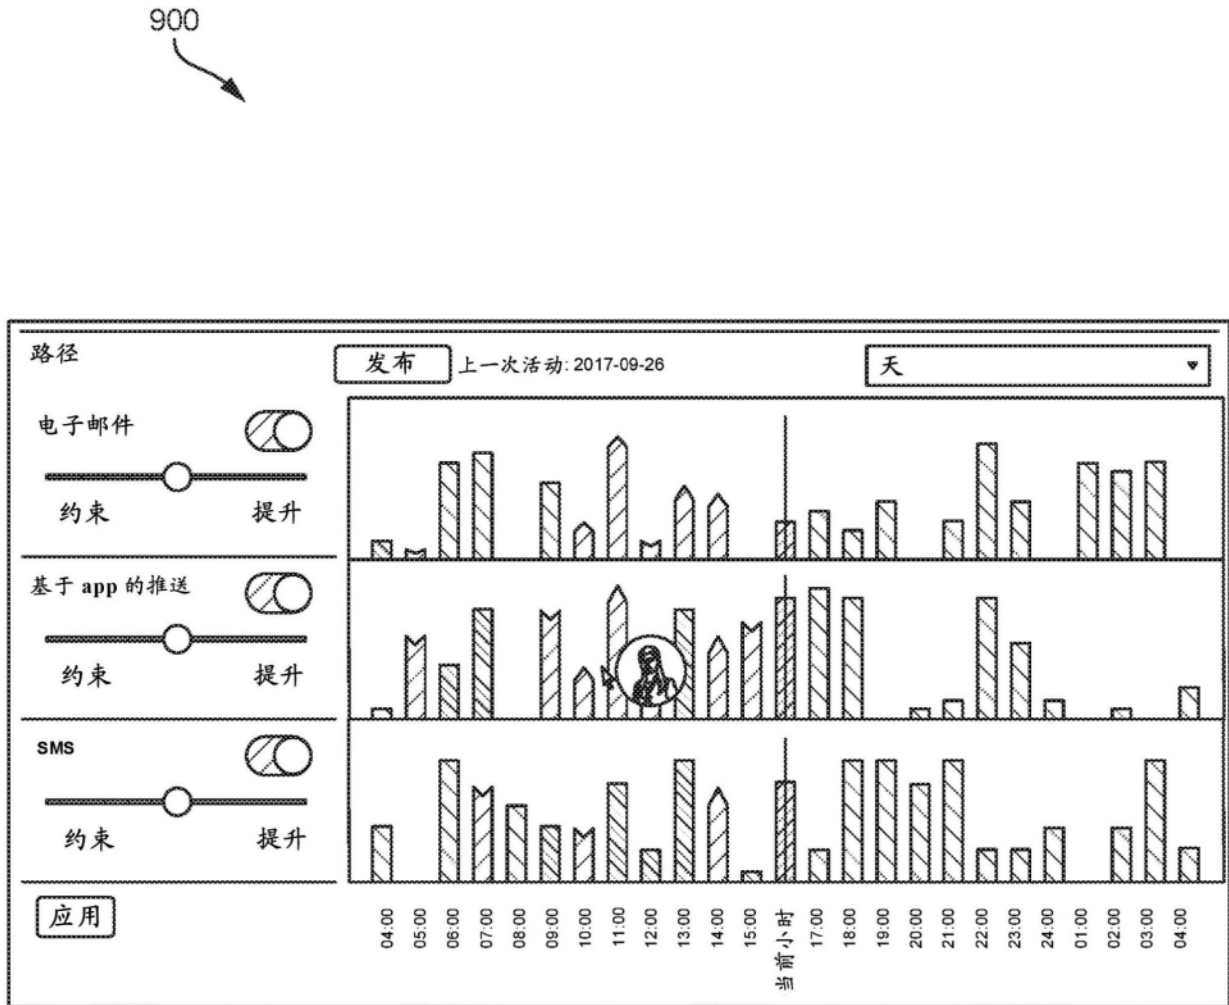 900
路径
发布 上一次活动: 2017-09-26 天
电子邮件
约束 提升
基于 app 的推送
约束 提升
SMS
约束 提升
应用
04:00 05:00 06:00 07:00 08:00 09:00 10:00 11:00 12:00 13:00 14:00 15:00 当前小时 17:00 18:00 19:00 20:00 21:00 22:00 23:00 24:00 01:00 02:00 03:00 04:00